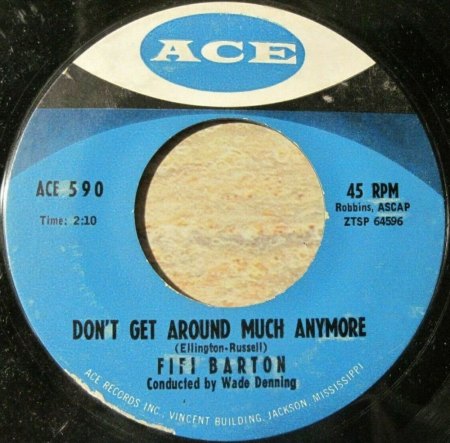 ACE
ACE 590
Time: 2:10
45 RPM
Robbins, ASCAP
ZTSP 64596
DON'T GET AROUND MUCH ANYMORE
(Ellington-Russell)
FIFI BARTON
Conducted by Wade Denning
ACE RECORDS INC., VINCENT BUILDING, JACKSON, MISSISSIPPI